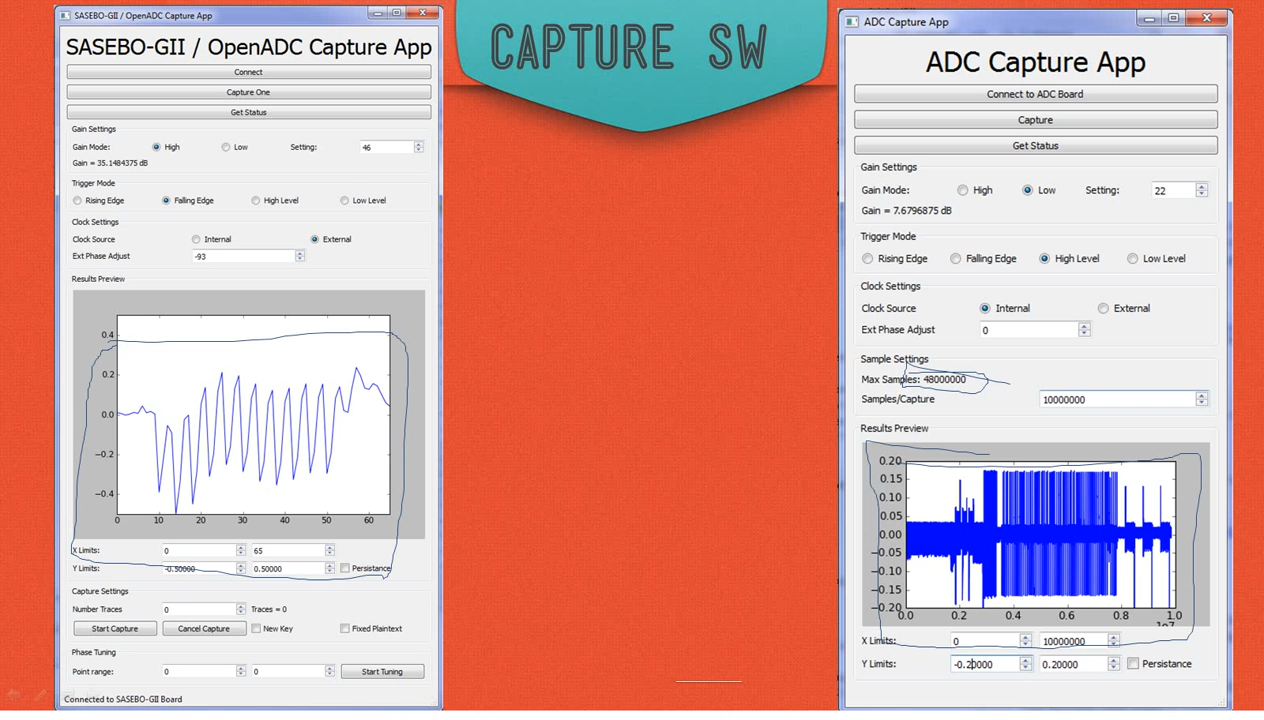 SASEBO-GII / OpenADC Capture App
SASEBO-GII / OpenADC Capture App
Connect
Capture One
Get Status
Gain Settings
Gain Mode: High Low Setting: 46
Gain = 35.1484375 dB
Trigger Mode
Rising Edge Falling Edge High Level Low Level
Clock Settings
Clock Source Internal External
Ext Phase Adjust -93
Results Preview
0.4
0.2
0.0
−0.2
−0.4
0 10 20 30 40 50 60
X Limits: 0 65
Y Limits: -0.50000 0.50000 Persistance
Capture Settings
Number Traces 0 Traces = 0
Start Capture Cancel Capture New Key Fixed Plaintext
Phase Tuning
Point range: 0 0 Start Tuning
Connected to SASEBO-GII Board
CAPTURE SW
ADC Capture App
ADC Capture App
Connect to ADC Board
Capture
Get Status
Gain Settings
Gain Mode: High Low Setting: 22
Gain = 7.6796875 dB
Trigger Mode
Rising Edge Falling Edge High Level Low Level
Clock Settings
Clock Source Internal External
Ext Phase Adjust 0
Sample Settings
Max Samples: 48000000
Samples/Capture 10000000
Results Preview
0.20
0.15
0.10
0.05
0.00
−0.05
−0.10
−0.15
−0.20
0.0 0.2 0.4 0.6 0.8 1.0
X Limits: 0 10000000
Y Limits: -0.20000 0.20000 Persistance